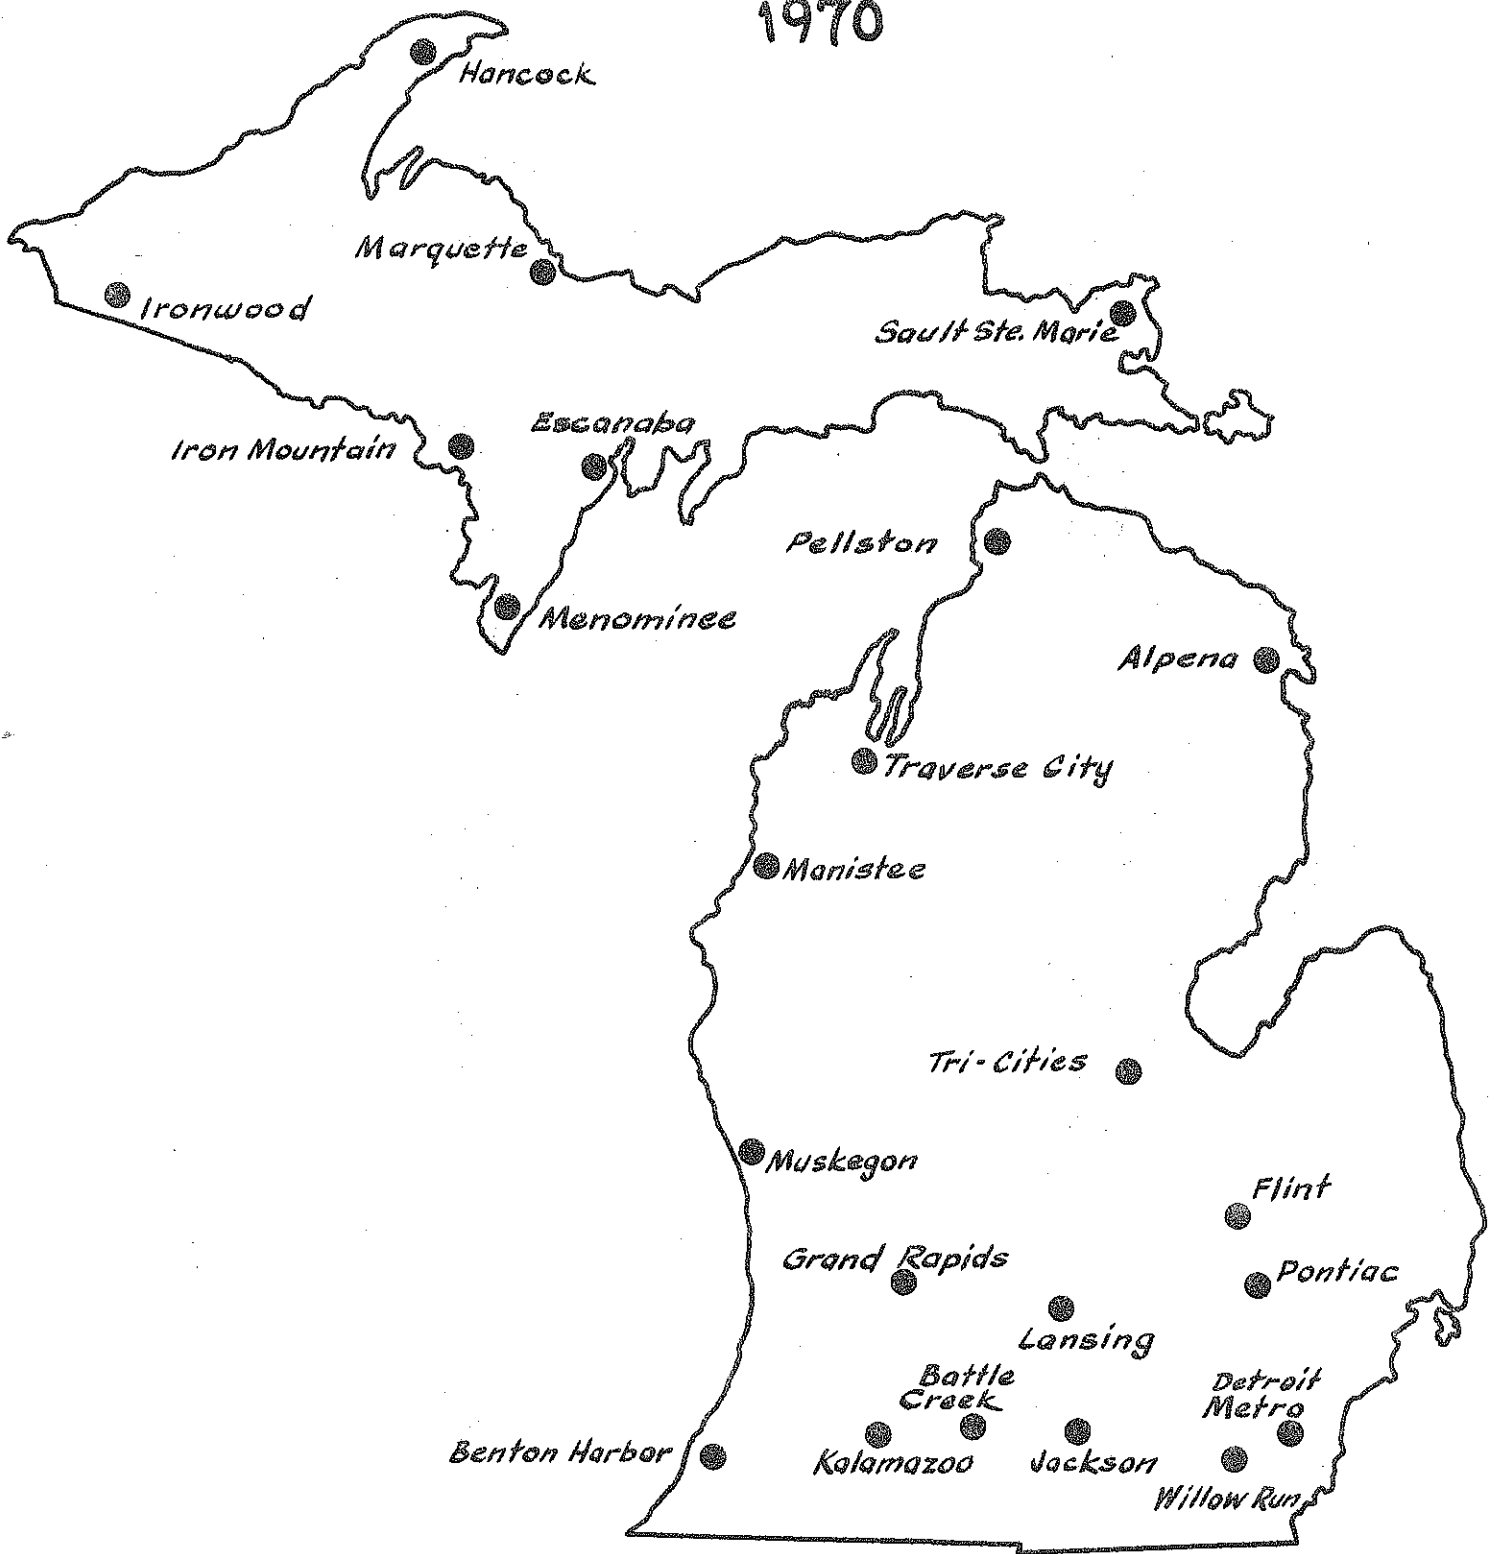 1970
Hancock
Marquette
Ironwood
Sault Ste. Marie
Escanaba
Iron Mountain
Pellston
Menominee
Alpena
Traverse City
Manistee
Tri-Cities
Muskegon
Flint
Grand Rapids
Pontiac
Lansing
Battle
Creek
Detroit
Metro
Benton Harbor
Kalamazoo
Jackson
Willow Run